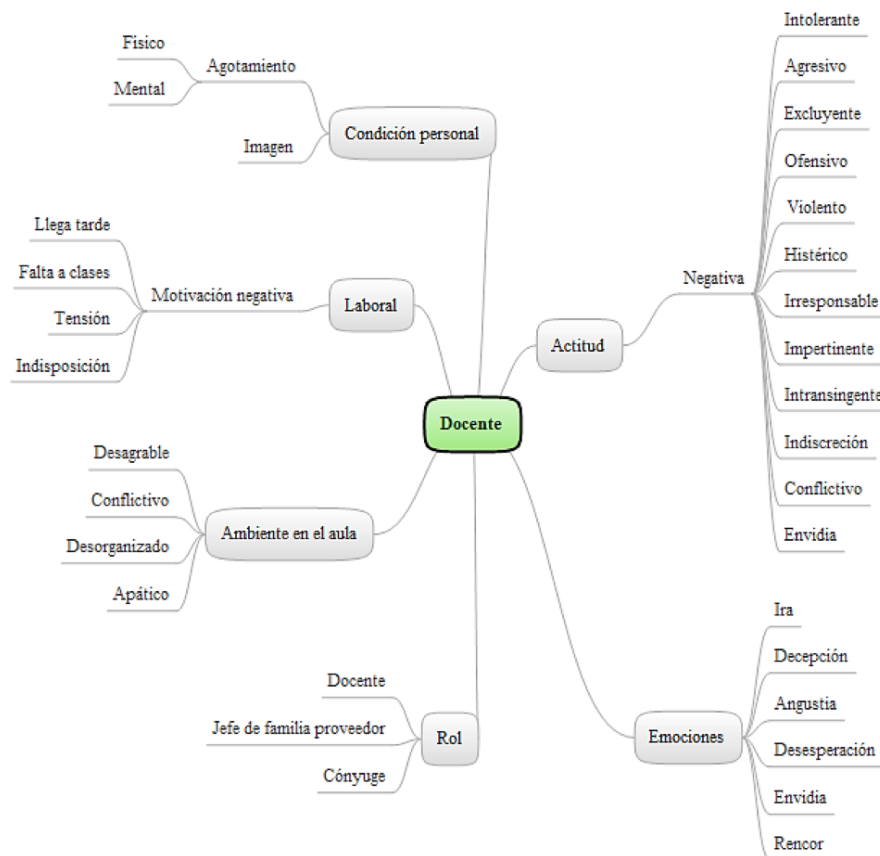 Docente
Condición personal
Agotamiento
Fisico
Mental
Imagen
Laboral
Motivación negativa
Llega tarde
Falta a clases
Tensión
Indisposición
Ambiente en el aula
Desagrable
Conflictivo
Desorganizado
Apático
Rol
Docente
Jefe de familia proveedor
Cónyuge
Actitud
Negativa
Intolerante
Agresivo
Excluyente
Ofensivo
Violento
Histérico
Irresponsable
Impertinente
Intransingente
Indiscreción
Conflictivo
Envidia
Emociones
Ira
Decepción
Angustia
Desesperación
Envidia
Rencor